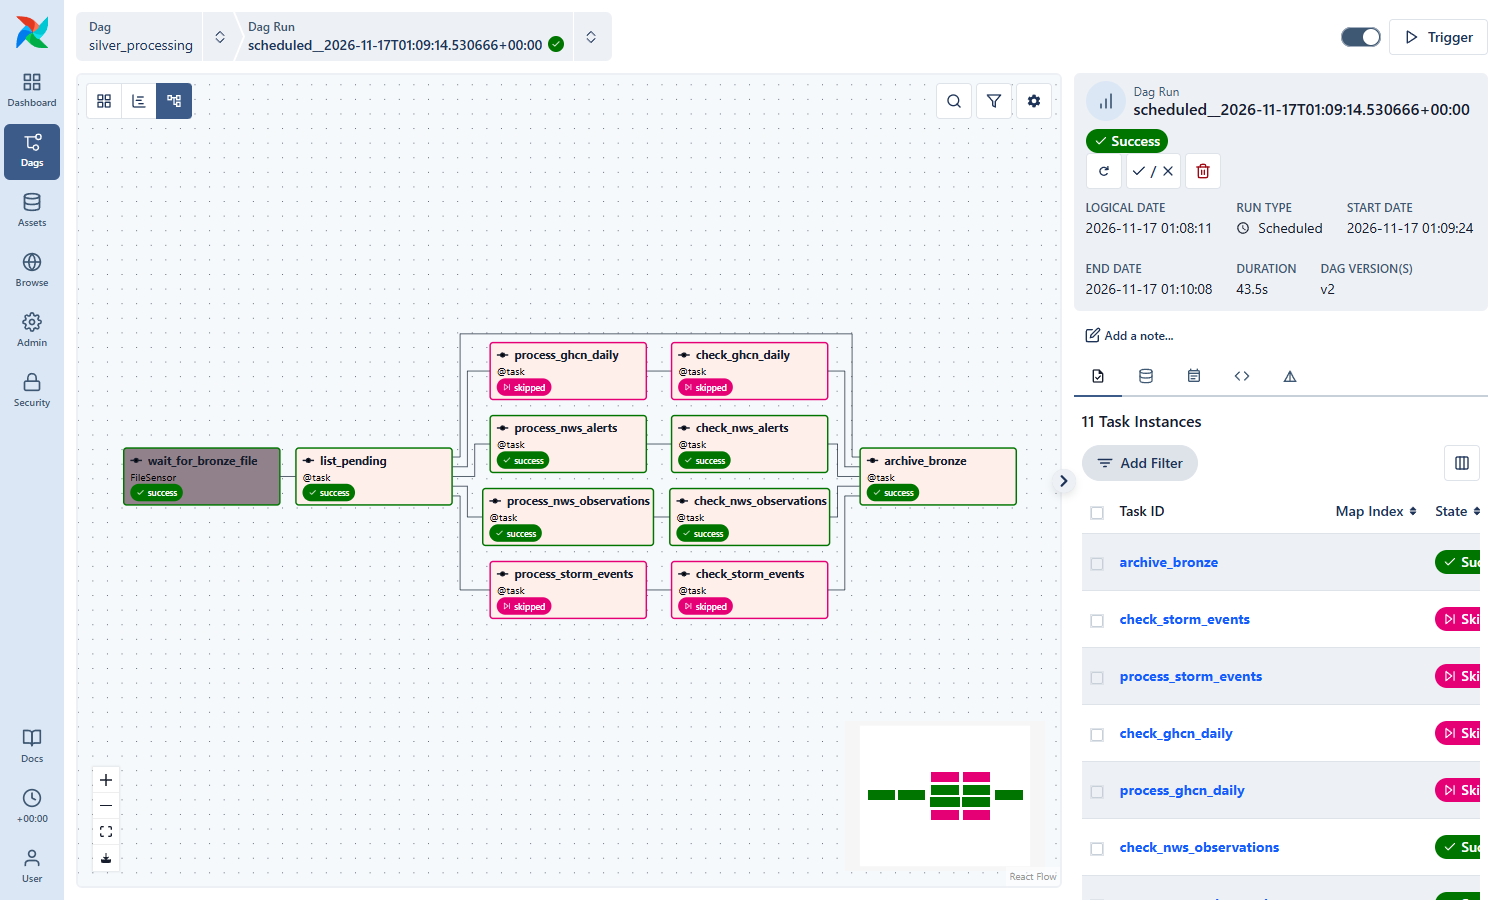 Dag
silver_processing
Dag Run
scheduled__2026-11-17T01:09:14.530666+00:00
Trigger
Dashboard
Dags
Assets
Browse
Admin
Security
Docs
+00:00
User
process_ghcn_daily
@task
skipped
check_ghcn_daily
@task
skipped
process_nws_alerts
@task
success
check_nws_alerts
@task
success
wait_for_bronze_file
FileSensor
success
list_pending
@task
success
archive_bronze
@task
success
process_nws_observations
@task
success
check_nws_observations
@task
success
process_storm_events
@task
skipped
check_storm_events
@task
skipped
React Flow
Dag Run
scheduled__2026-11-17T01:09:14.530666+00:00
Success
/
LOGICAL DATE RUN TYPE START DATE
2026-11-17 01:08:11 Scheduled 2026-11-17 01:09:24
END DATE DURATION DAG VERSION(S)
2026-11-17 01:10:08 43.5s v2
Add a note...
11 Task Instances
Add Filter
Task ID Map Index State
archive_bronze Suc
check_storm_events Ski
process_storm_events Ski
check_ghcn_daily Ski
process_ghcn_daily Ski
check_nws_observations Suc